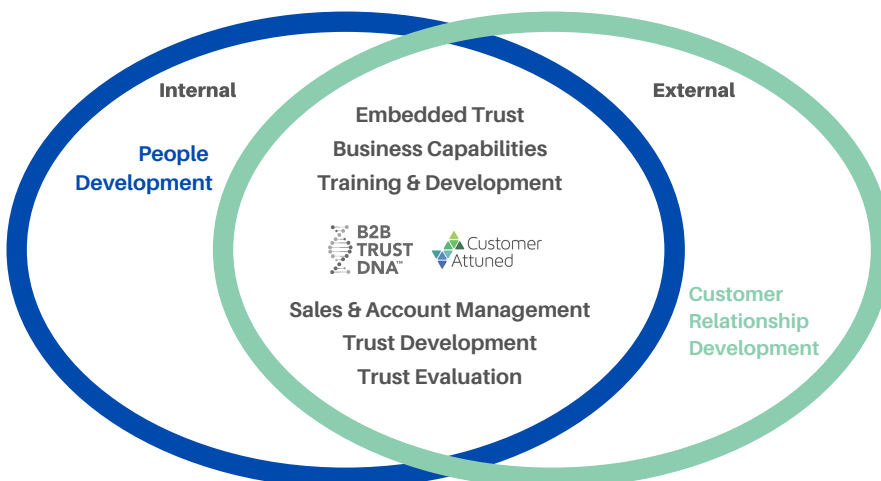 Internal
External
Embedded Trust
Business Capabilities
Training & Development
People
Development
B2B
TRUST
DNA™
Customer
Attuned
Sales & Account Management
Trust Development
Trust Evaluation
Customer
Relationship
Development